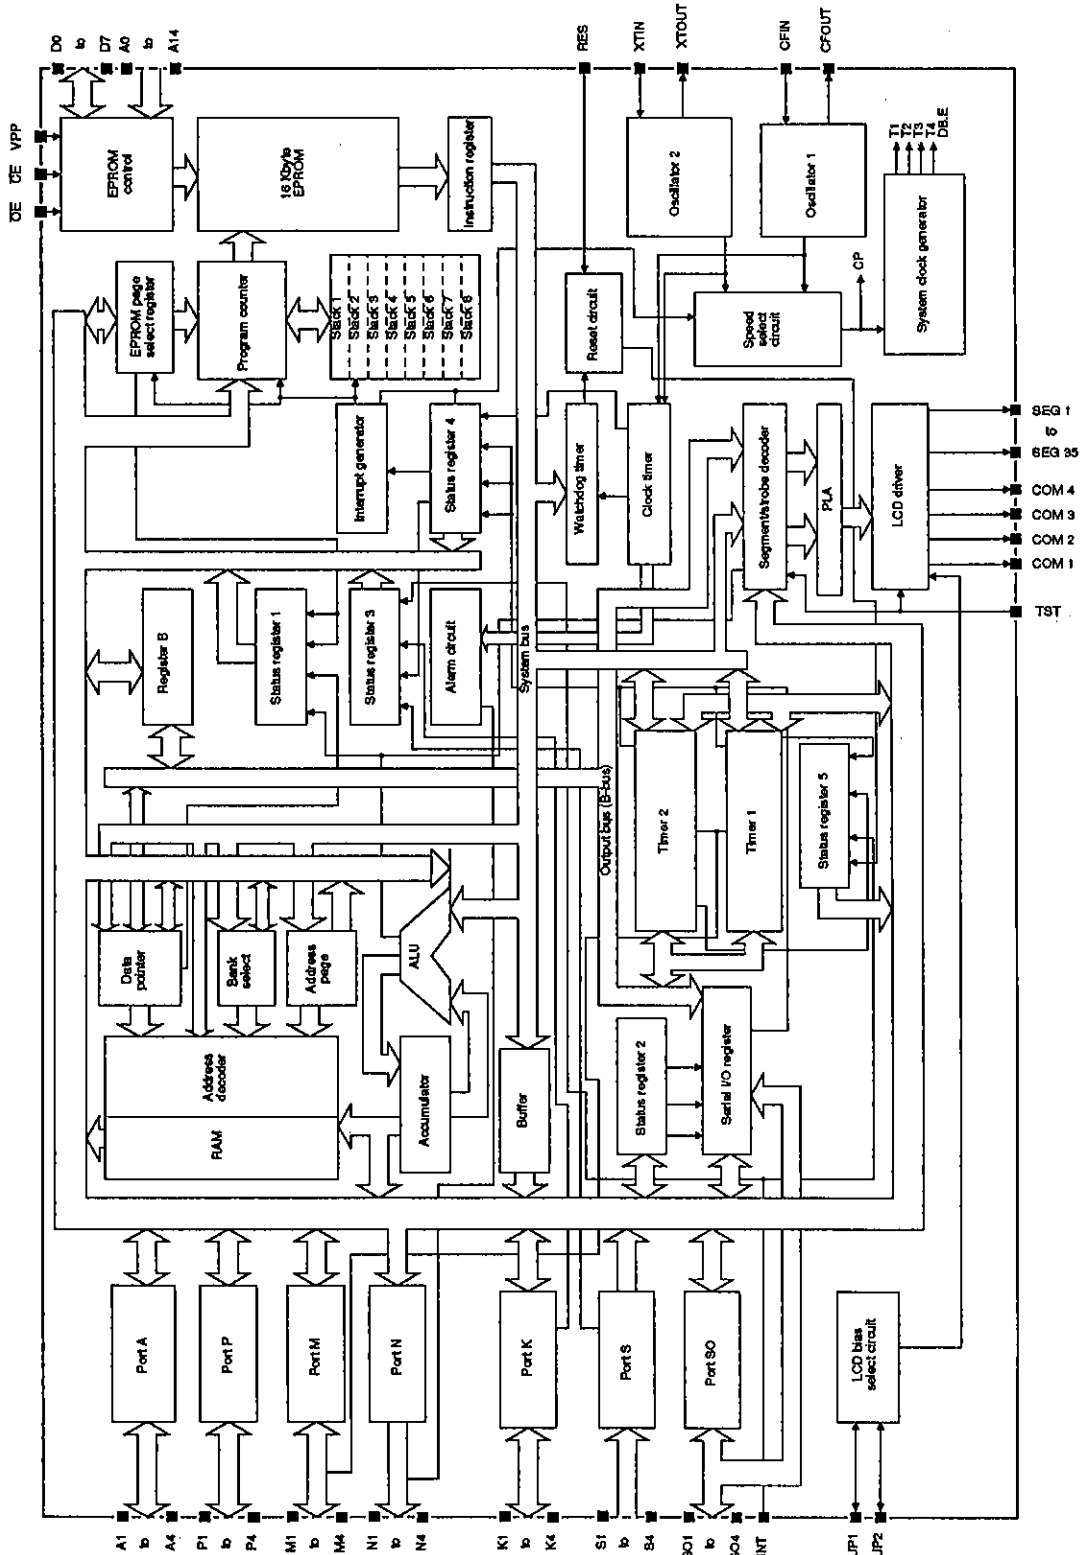 D0
to
D7
A0
to
A14
RES
XTIN
XTOUT
CFIN
CFOUT
VPP
CE
OE
EPROM
control
16 Kbyte
EPROM
Instruction register
Oscillator 2
Oscillator 1
T1
T2
T3
T4
DB.E
System clock generator
CP
EPROM page
select register
Program counter
Stack 1
Stack 2
Stack 3
Stack 4
Stack 5
Stack 6
Stack 7
Stack 8
Reset circuit
Speed
select
circuit
Interrupt generator
Status register 4
Watchdog timer
Clock timer
Segment/strobe decoder
PLA
LCD driver
SEG 1
to
SEG 35
COM 4
COM 3
COM 2
COM 1
TST
Register B
Status register 1
Status register 3
Alarm circuit
System bus
Output bus (B-bus)
Timer 2
Timer 1
Status register 5
Data
pointer
Bank
select
Address
page
ALU
Address
decoder
RAM
Accumulator
Buffer
Status register 2
Serial I/O register
Port A
Port P
Port M
Port N
Port K
Port S
Port SO
LCD bias
select circuit
A1
to
A4
P1
to
P4
M1
to
M4
N1
to
N4
K1
to
K4
S1
to
S4
SO1
to
SO4
INT
JP1
JP2